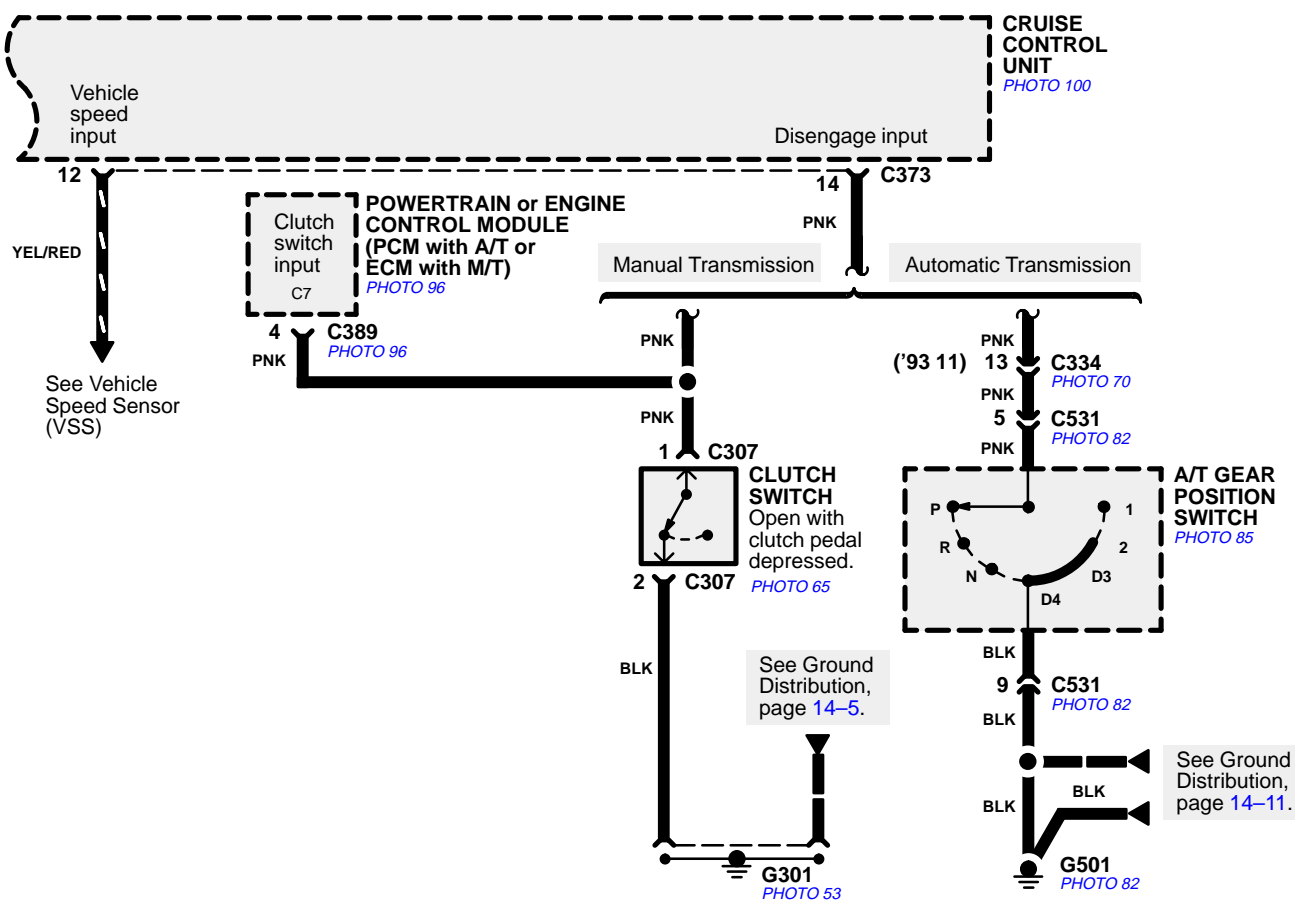 CRUISE
CONTROL
UNIT
PHOTO 100
Vehicle
speed
input
Disengage input
12
14
C373
YEL/RED
PNK
Clutch
switch
input
C7
POWERTRAIN or ENGINE
CONTROL MODULE
(PCM with A/T or
ECM with M/T)
PHOTO 96
Manual Transmission
Automatic Transmission
4
C389
PHOTO 96
PNK
See Vehicle
Speed Sensor
(VSS)
PNK
PNK
1
C307
CLUTCH
SWITCH
Open with
clutch pedal
depressed.
PHOTO 65
2
C307
BLK
See Ground
Distribution,
page 14–5.
G301
PHOTO 53
PNK
('93 11)
13
C334
PHOTO 70
PNK
5
C531
PHOTO 82
PNK
A/T GEAR
POSITION
SWITCH
PHOTO 85
P
R
N
D4
D3
2
1
BLK
9
C531
PHOTO 82
BLK
BLK
BLK
See Ground
Distribution,
page 14–11.
G501
PHOTO 82